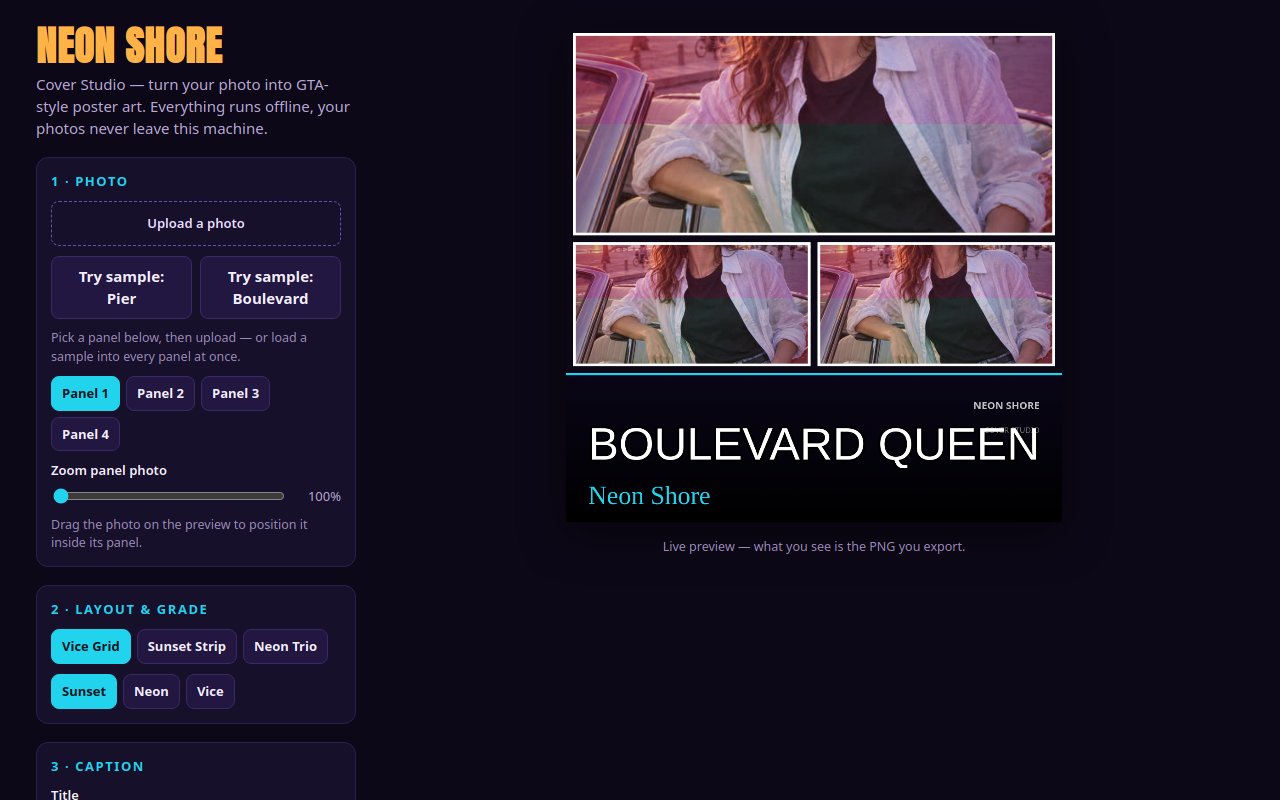 NEON SHORE
Cover Studio — turn your photo into GTA-
style poster art. Everything runs offline, your
photos never leave this machine.
1 · PHOTO
Upload a photo
Try sample:
Pier
Try sample:
Boulevard
Pick a panel below, then upload — or load a
sample into every panel at once.
Panel 1
Panel 2
Panel 3
Panel 4
Zoom panel photo
100%
Drag the photo on the preview to position it
inside its panel.
2 · LAYOUT & GRADE
Vice Grid
Sunset Strip
Neon Trio
Sunset
Neon
Vice
3 · CAPTION
Title
NEON SHORE
BOULEVARD QUEEN
Neon Shore
Live preview — what you see is the PNG you export.